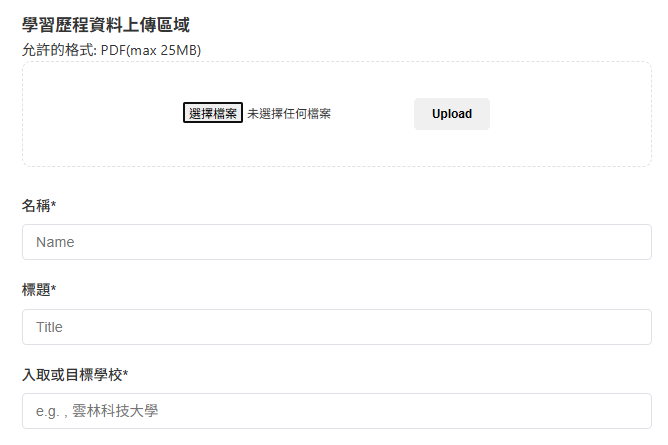 學習歷程資料上傳區域
允許的格式: PDF(max 25MB)
選擇檔案 未選擇任何檔案 Upload
名稱*
Name
標題*
Title
入取或目標學校*
e.g. , 雲林科技大學